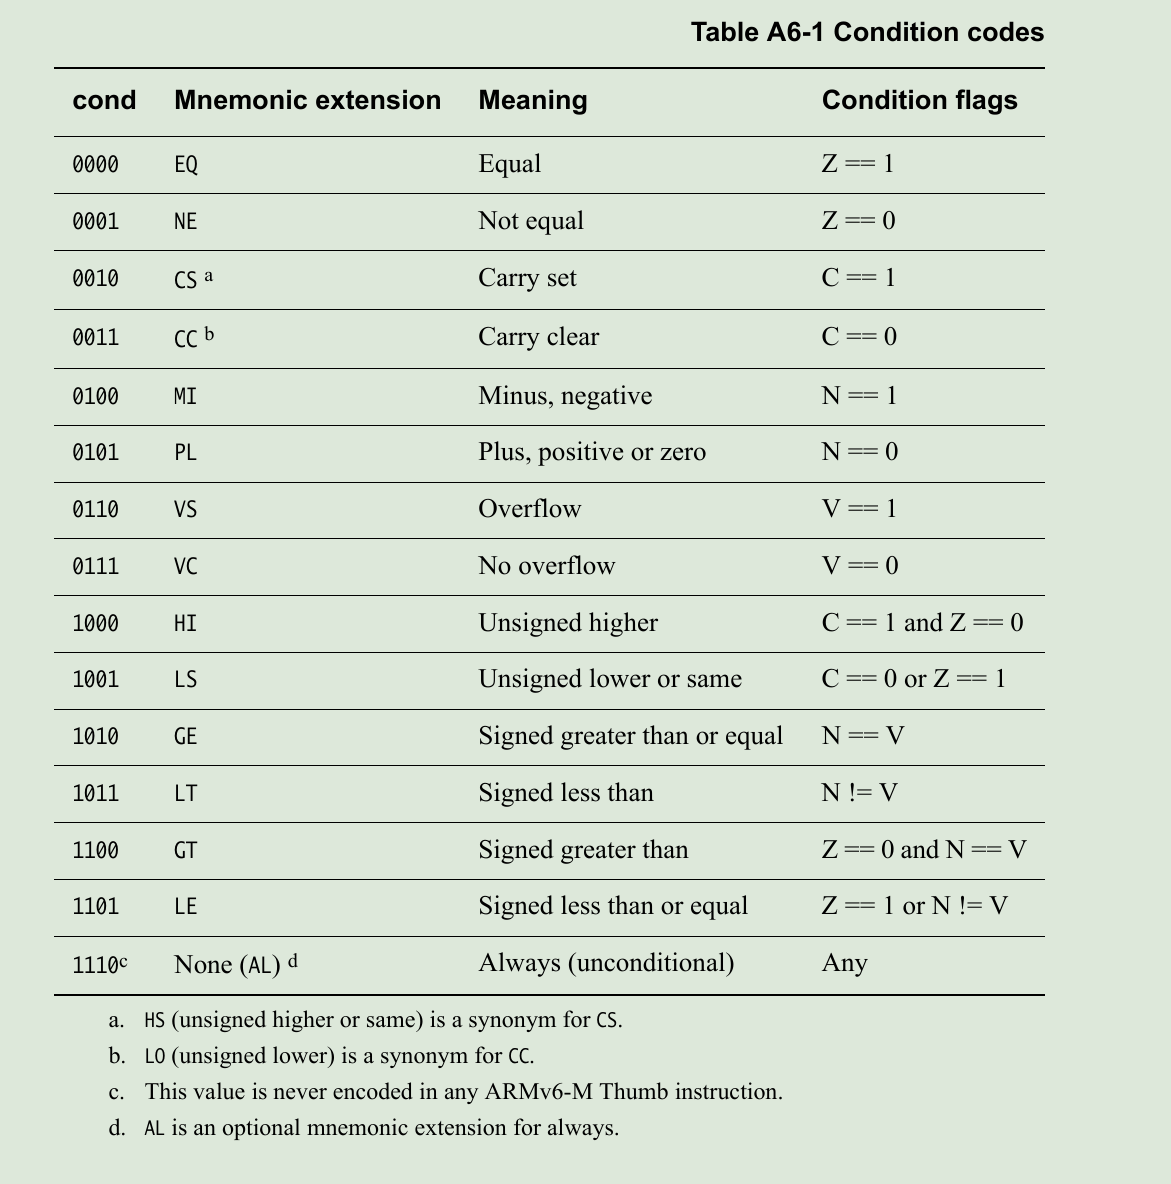 Table A6-1 Condition codes
cond Mnemonic extension Meaning Condition flags
0000 EQ Equal Z == 1
0001 NE Not equal Z == 0
0010 CS a Carry set C == 1
0011 CC b Carry clear C == 0
0100 MI Minus, negative N == 1
0101 PL Plus, positive or zero N == 0
0110 VS Overflow V == 1
0111 VC No overflow V == 0
1000 HI Unsigned higher C == 1 and Z == 0
1001 LS Unsigned lower or same C == 0 or Z == 1
1010 GE Signed greater than or equal N == V
1011 LT Signed less than N != V
1100 GT Signed greater than Z == 0 and N == V
1101 LE Signed less than or equal Z == 1 or N != V
1110c None (AL) d Always (unconditional) Any
a. HS (unsigned higher or same) is a synonym for CS.
b. LO (unsigned lower) is a synonym for CC.
c. This value is never encoded in any ARMv6-M Thumb instruction.
d. AL is an optional mnemonic extension for always.